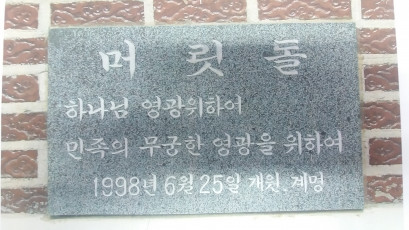 머릿돌
하나님 영광위하여
민족의 무궁한 영광을 위하여
1998년 6월 25일 개원. 계명